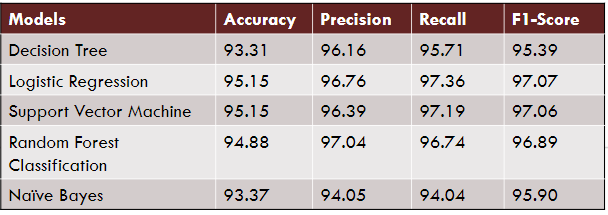 Models Accuracy Precision Recall F1-Score
Decision Tree 93.31 96.16 95.71 95.39
Logistic Regression 95.15 96.76 97.36 97.07
Support Vector Machine 95.15 96.39 97.19 97.06
Random Forest 94.88 97.04 96.74 96.89
Classification
Naïve Bayes 93.37 94.05 94.04 95.90